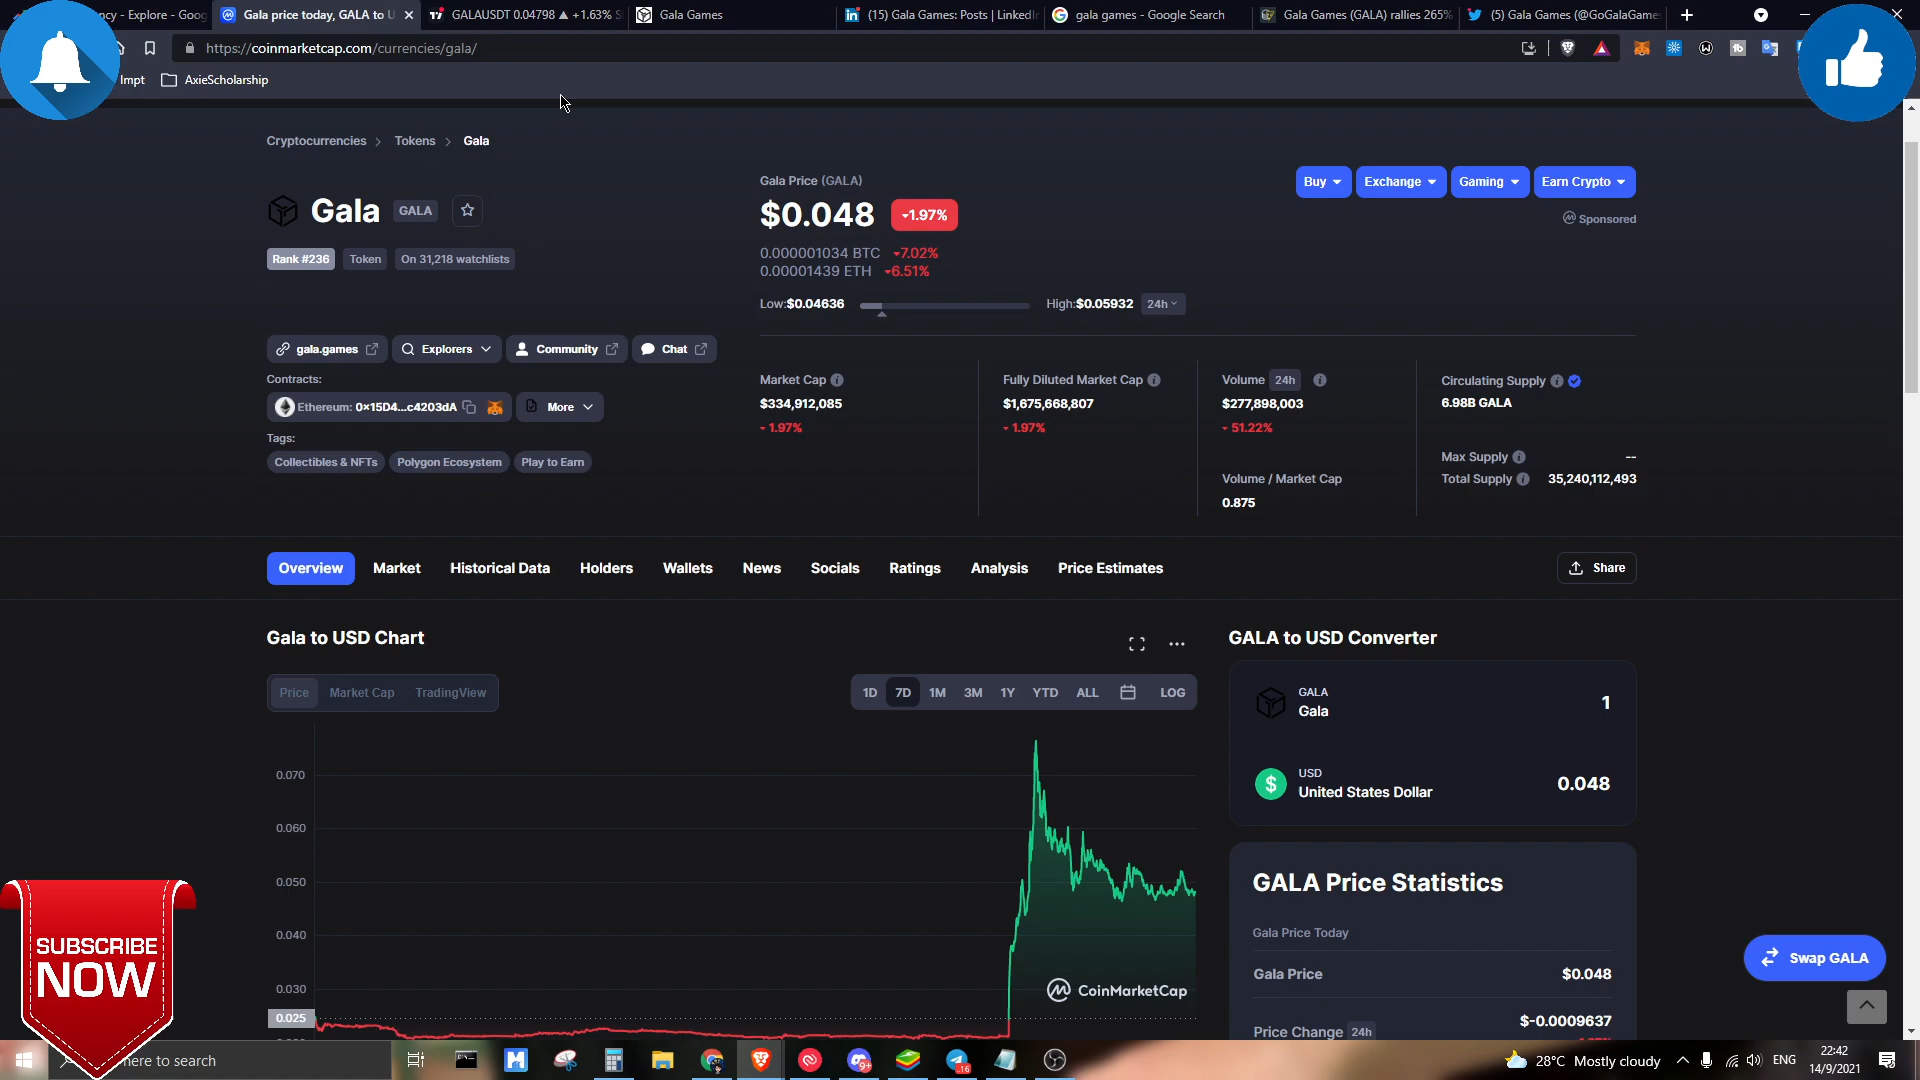 ncy - Explore - Goog
Gala price today, GALA to U
GALAUSDT 0.04798 ▲ +1.63% S
Gala Games
(15) Gala Games: Posts | LinkedIn
gala games - Google Search
Gala Games (GALA) rallies 265%
(5) Gala Games (@GoGalaGame
https://coinmarketcap.com/currencies/gala/
Impt
AxieScholarship
Cryptocurrencies > Tokens > Gala
Gala GALA
Rank #236
Token
On 31,218 watchlists
Gala Price (GALA)
$0.048 1.97%
0.000001034 BTC 7.02%
0.00001439 ETH 6.51%
Low:$0.04636
High:$0.05932 24h
Buy
Exchange
Gaming
Earn Crypto
Sponsored
gala.games
Explorers
Community
Chat
Contracts:
Ethereum: 0x15D4...c4203dA
More
Tags:
Collectibles & NFTs
Polygon Ecosystem
Play to Earn
Market Cap
$334,912,085
1.97%
Fully Diluted Market Cap
$1,675,668,807
1.97%
Volume 24h
$277,898,003
51.22%
Volume / Market Cap
0.875
Circulating Supply
6.98B GALA
Max Supply --
Total Supply 35,240,112,493
Overview
Market
Historical Data
Holders
Wallets
News
Socials
Ratings
Analysis
Price Estimates
Share
Gala to USD Chart
Price
Market Cap
TradingView
1D
7D
1M
3M
1Y
YTD
ALL
LOG
0.070
0.060
0.050
0.040
0.030
0.025
CoinMarketCap
GALA to USD Converter
GALA
Gala
1
USD
United States Dollar
0.048
GALA Price Statistics
Gala Price Today
Gala Price $0.048
Price Change 24h
$-0.0009637
Swap GALA
SUBSCRIBE
NOW
here to search
9+
16
28°C Mostly cloudy
ENG
22:42
14/9/2021